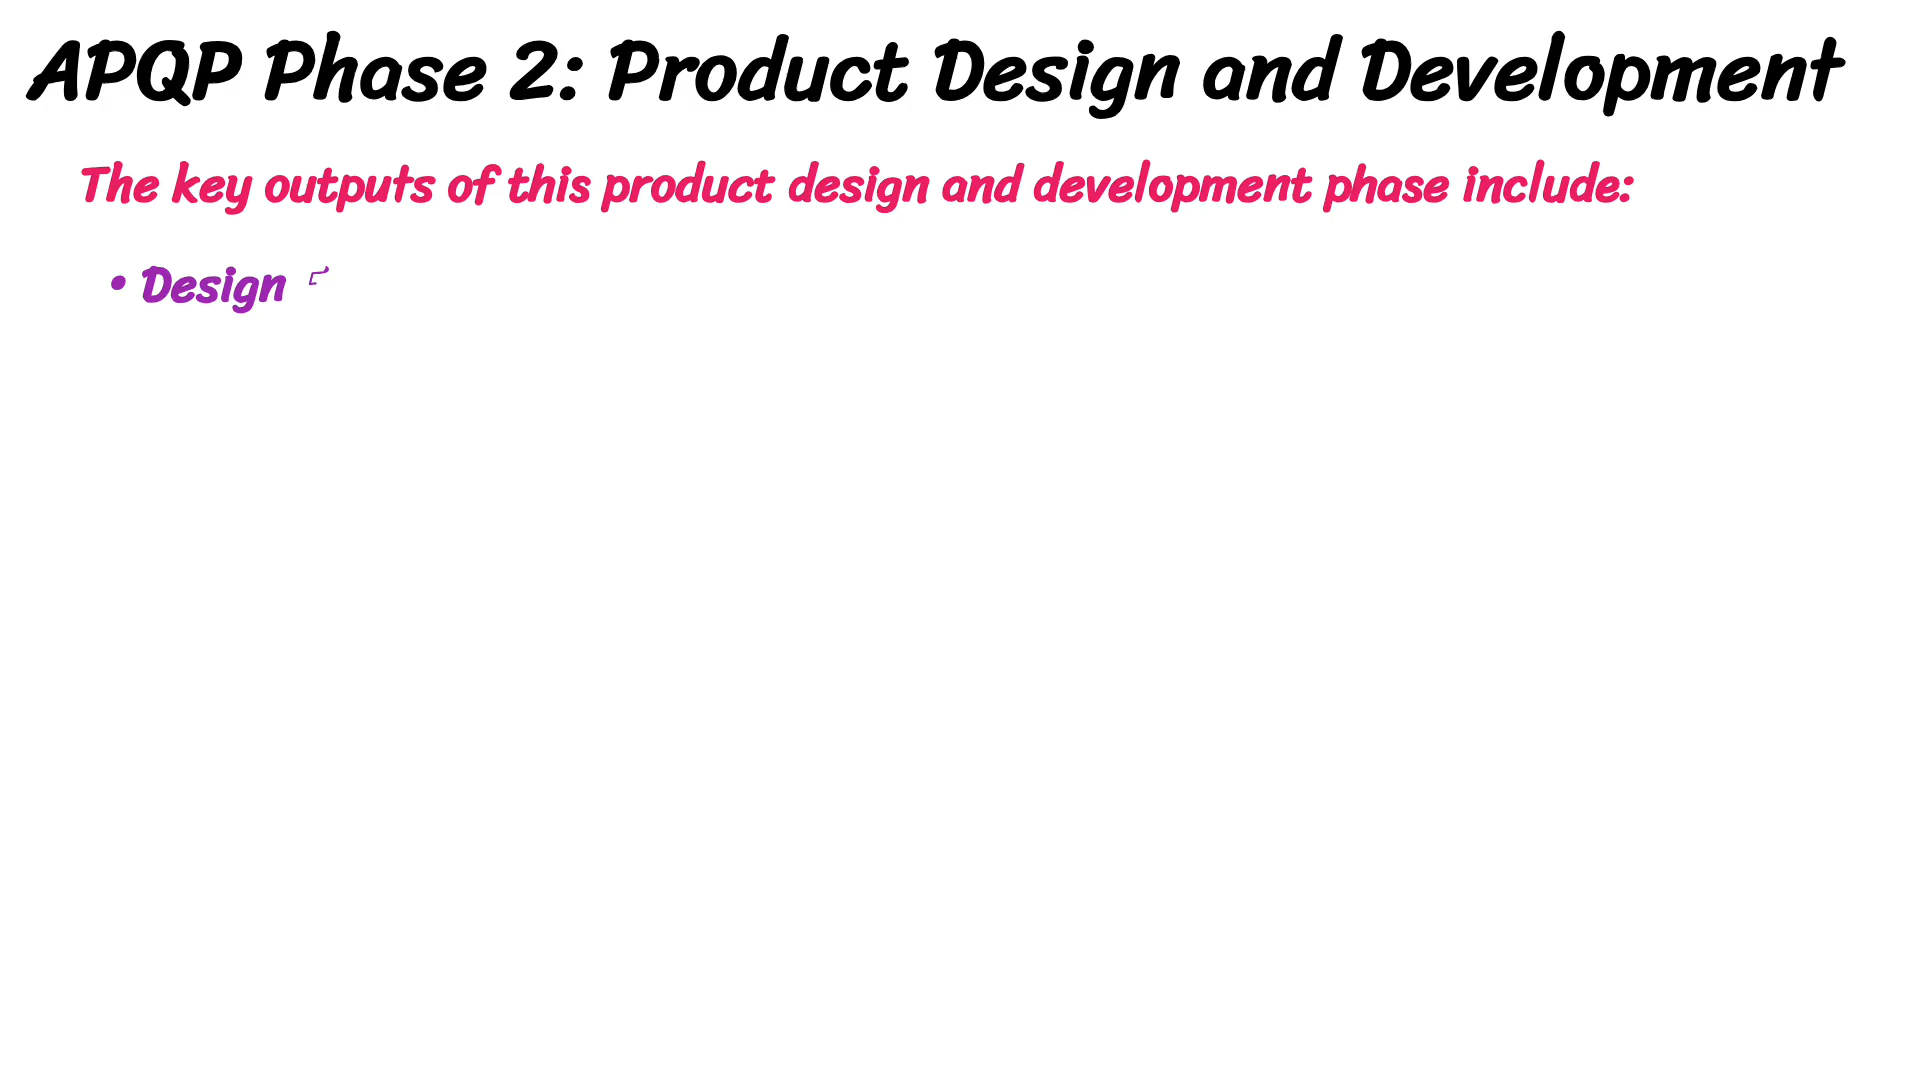 APQP Phase 2: Product Design and Development
The key outputs of this product design and development phase include:
• Design